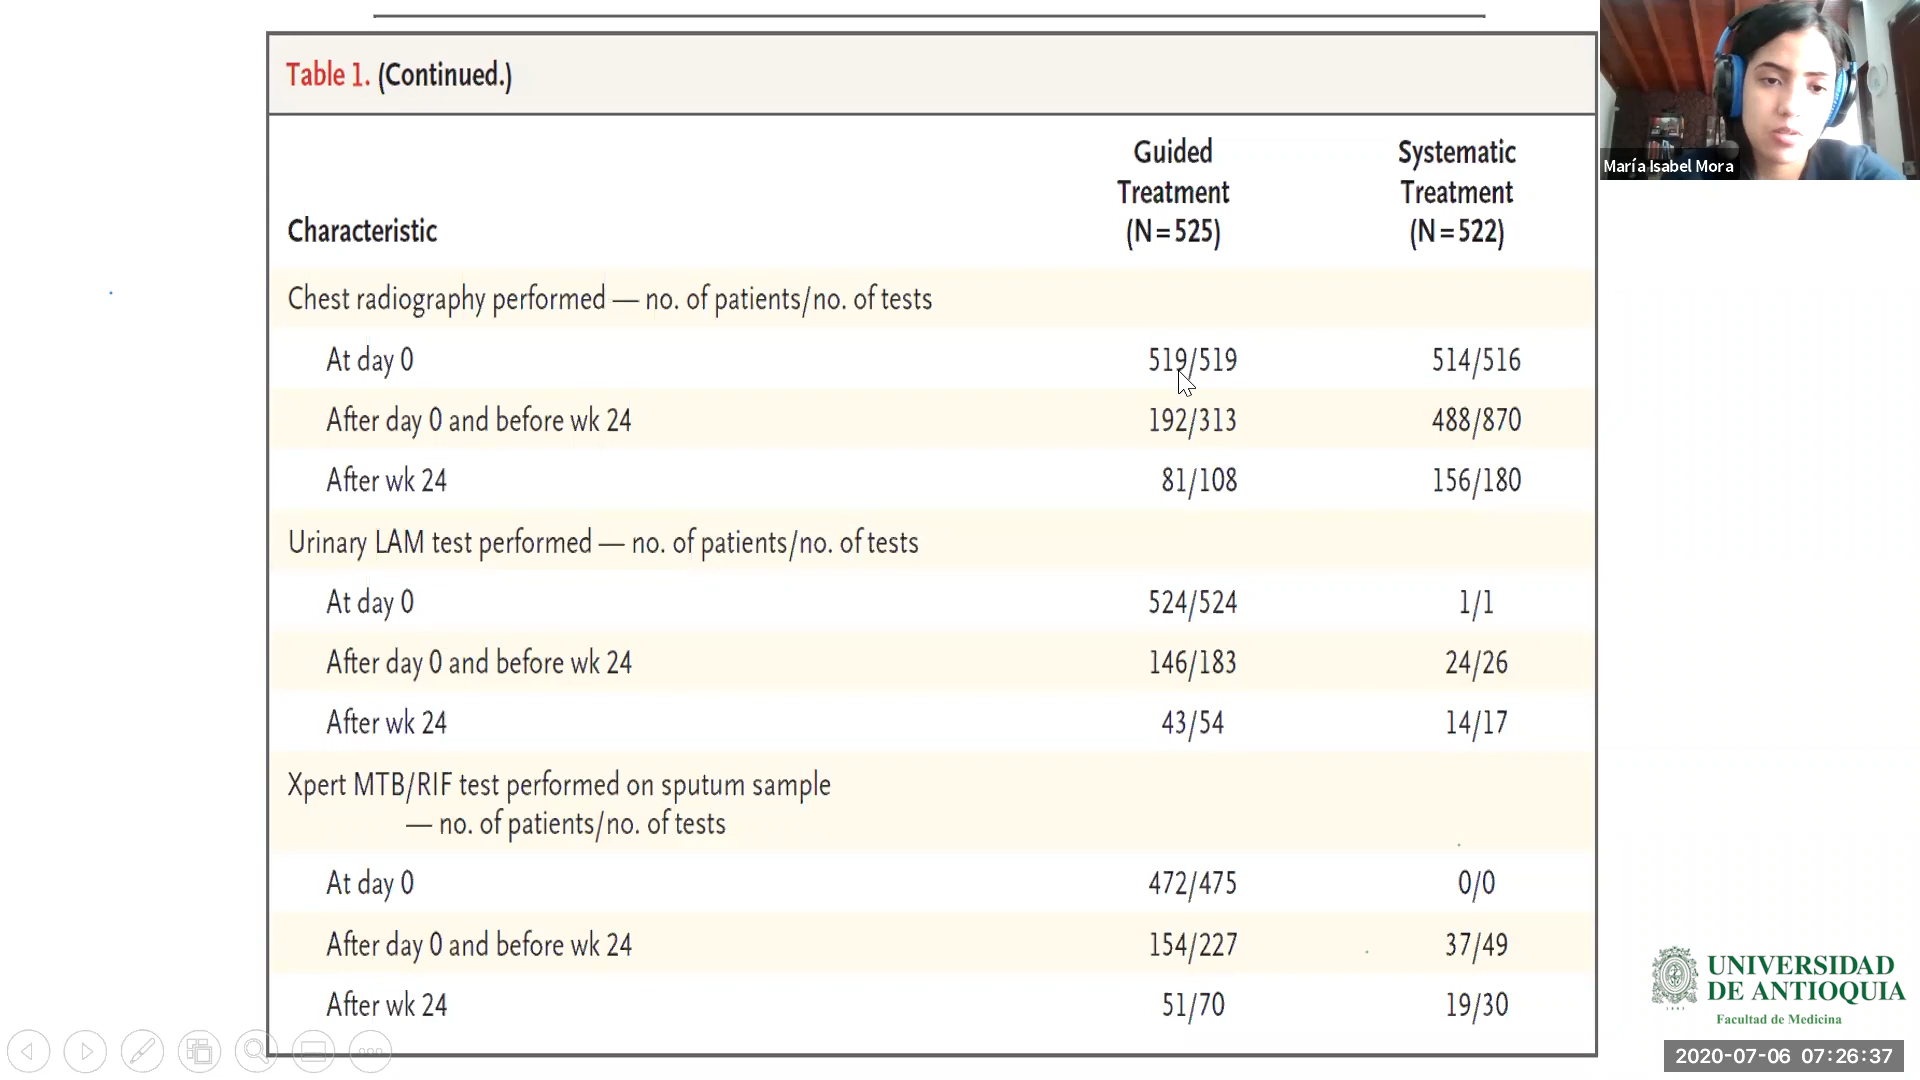 Table 1. (Continued.)
Characteristic
Guided
Treatment
(N=525)
Systematic
Treatment
(N=522)
Chest radiography performed — no. of patients/no. of tests
At day 0 519/519 514/516
After day 0 and before wk 24 192/313 488/870
After wk 24 81/108 156/180
Urinary LAM test performed — no. of patients/no. of tests
At day 0 524/524 1/1
After day 0 and before wk 24 146/183 24/26
After wk 24 43/54 14/17
Xpert MTB/RIF test performed on sputum sample
— no. of patients/no. of tests
At day 0 472/475 0/0
After day 0 and before wk 24 154/227 37/49
After wk 24 51/70 19/30
María Isabel Mora
UNIVERSIDAD
DE ANTIOQUIA
Facultad de Medicina
2020-07-06 07:26:37